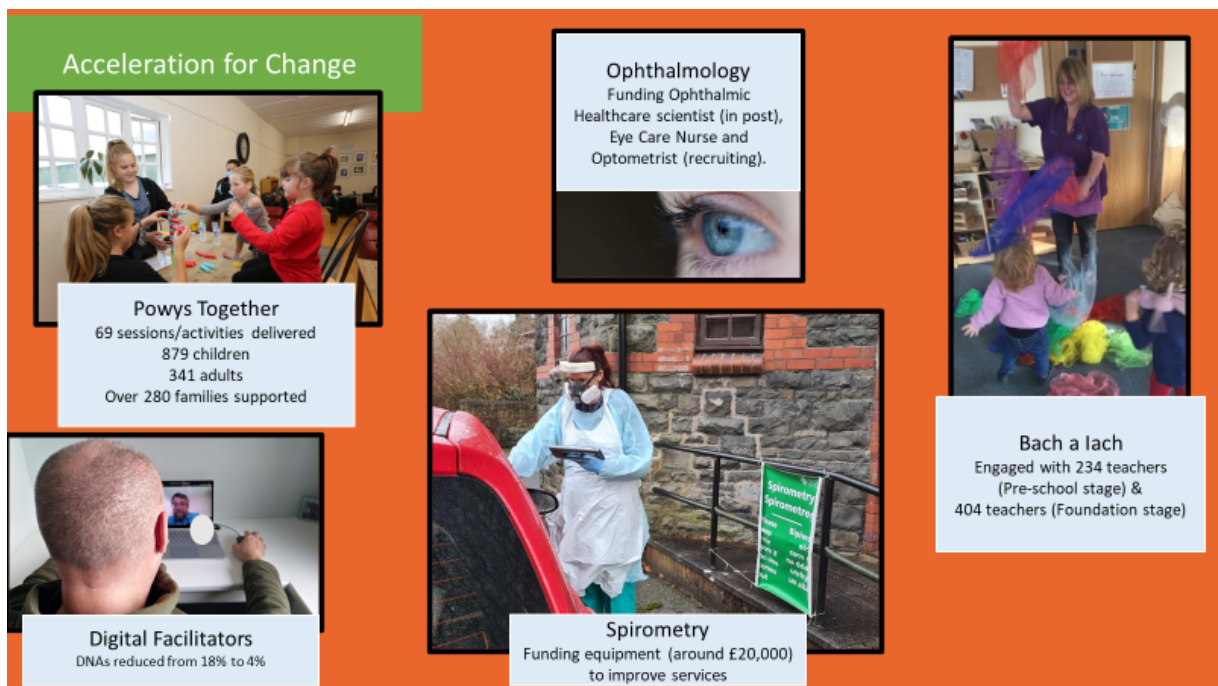 Acceleration for Change
Powys Together
69 sessions/activities delivered
879 children
341 adults
Over 280 families supported
Digital Facilitators
DNAs reduced from 18% to 4%
Ophthalmology
Funding Ophthalmic
Healthcare scientist (in post),
Eye Care Nurse and
Optometrist (recruiting).
Spirometry
Spirometreg
Spirometry
Funding equipment (around £20,000)
to improve services
Bach a Iach
Engaged with 234 teachers
(Pre-school stage) &
404 teachers (Foundation stage)